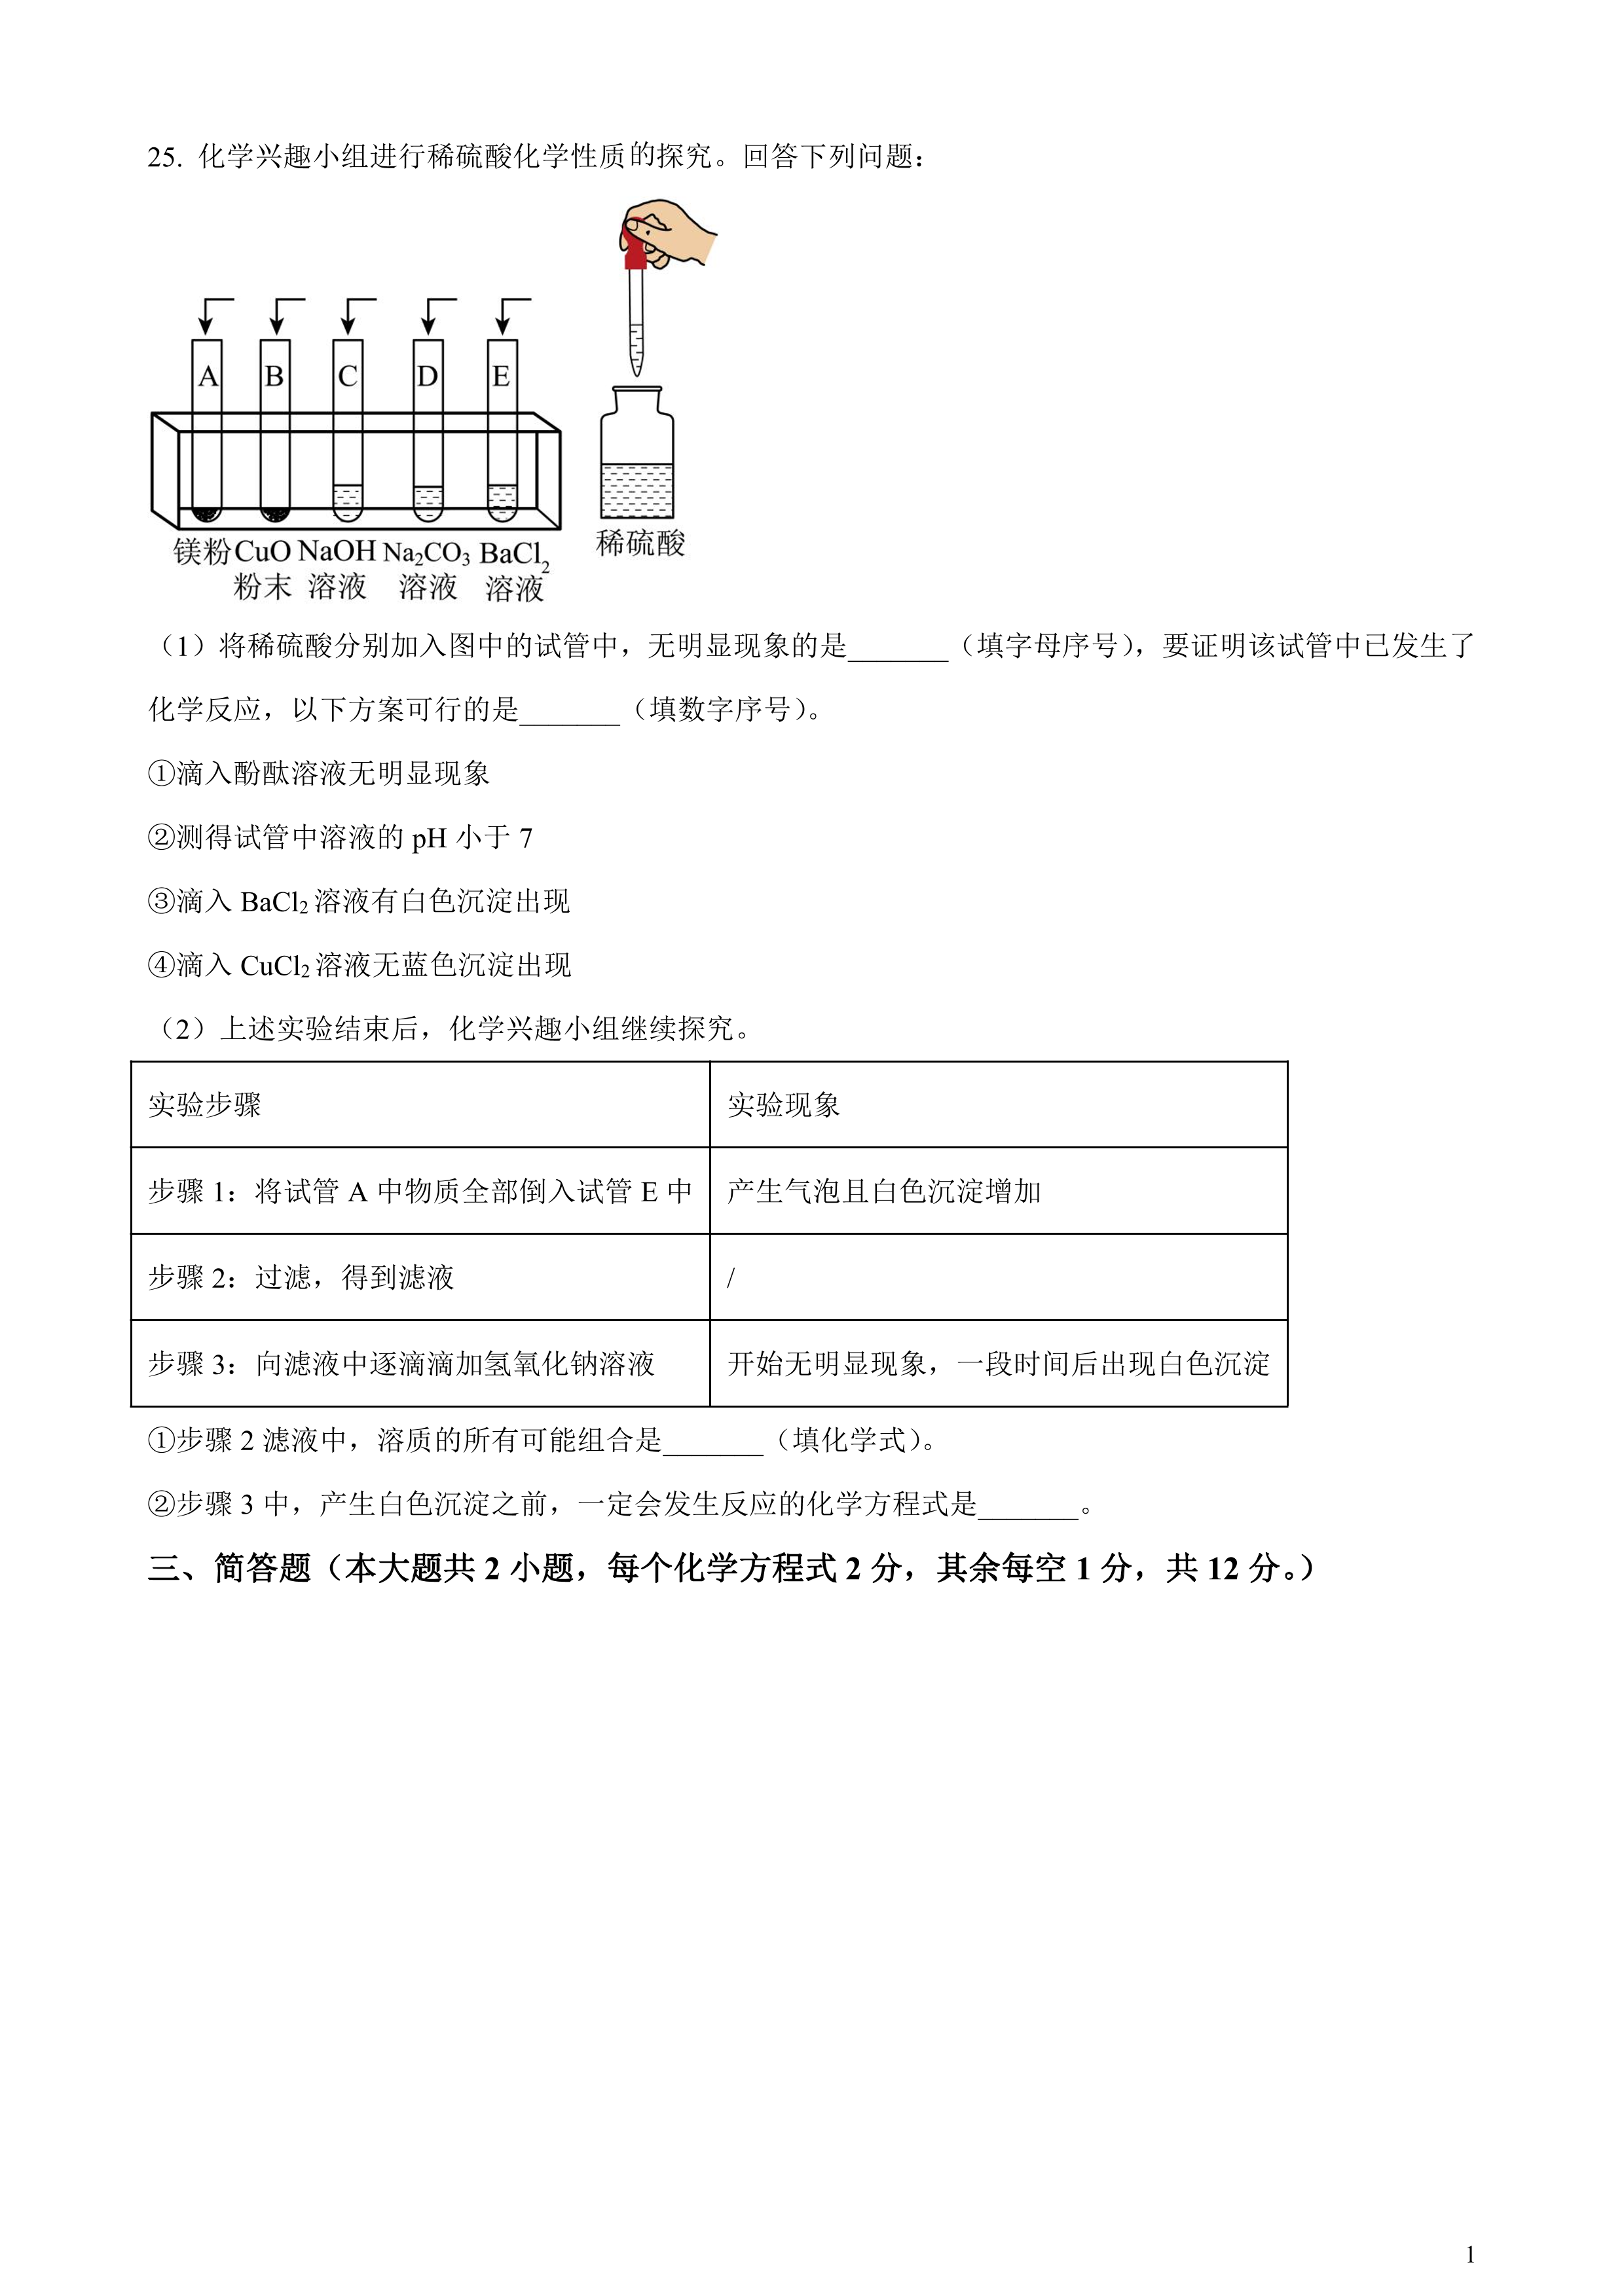 25. 化学兴趣小组进行稀硫酸化学性质的探究。回答下列问题：
A B C D E
镁粉 CuO NaOH Na₂CO₃ BaCl₂ 稀硫酸
粉末 溶液 溶液 溶液
（1）将稀硫酸分别加入图中的试管中，无明显现象的是_______（填字母序号），要证明该试管中已发生了
化学反应，以下方案可行的是_______（填数字序号）。
①滴入酚酞溶液无明显现象
②测得试管中溶液的 pH 小于 7
③滴入 BaCl₂ 溶液有白色沉淀出现
④滴入 CuCl₂ 溶液无蓝色沉淀出现
（2）上述实验结束后，化学兴趣小组继续探究。
实验步骤 实验现象
步骤 1：将试管 A 中物质全部倒入试管 E 中 产生气泡且白色沉淀增加
步骤 2：过滤，得到滤液 /
步骤 3：向滤液中逐滴滴加氢氧化钠溶液 开始无明显现象，一段时间后出现白色沉淀
①步骤 2 滤液中，溶质的所有可能组合是_______（填化学式）。
②步骤 3 中，产生白色沉淀之前，一定会发生反应的化学方程式是_______。
三、简答题（本大题共 2 小题，每个化学方程式 2 分，其余每空 1 分，共 12 分。）
1